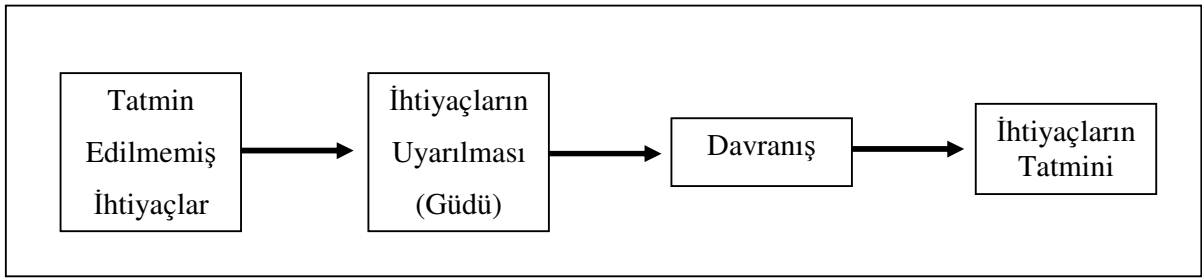 Tatmin
Edilmemiş
İhtiyaçlar
İhtiyaçların
Uyarılması
(Güdü)
Davranış
İhtiyaçların
Tatmini